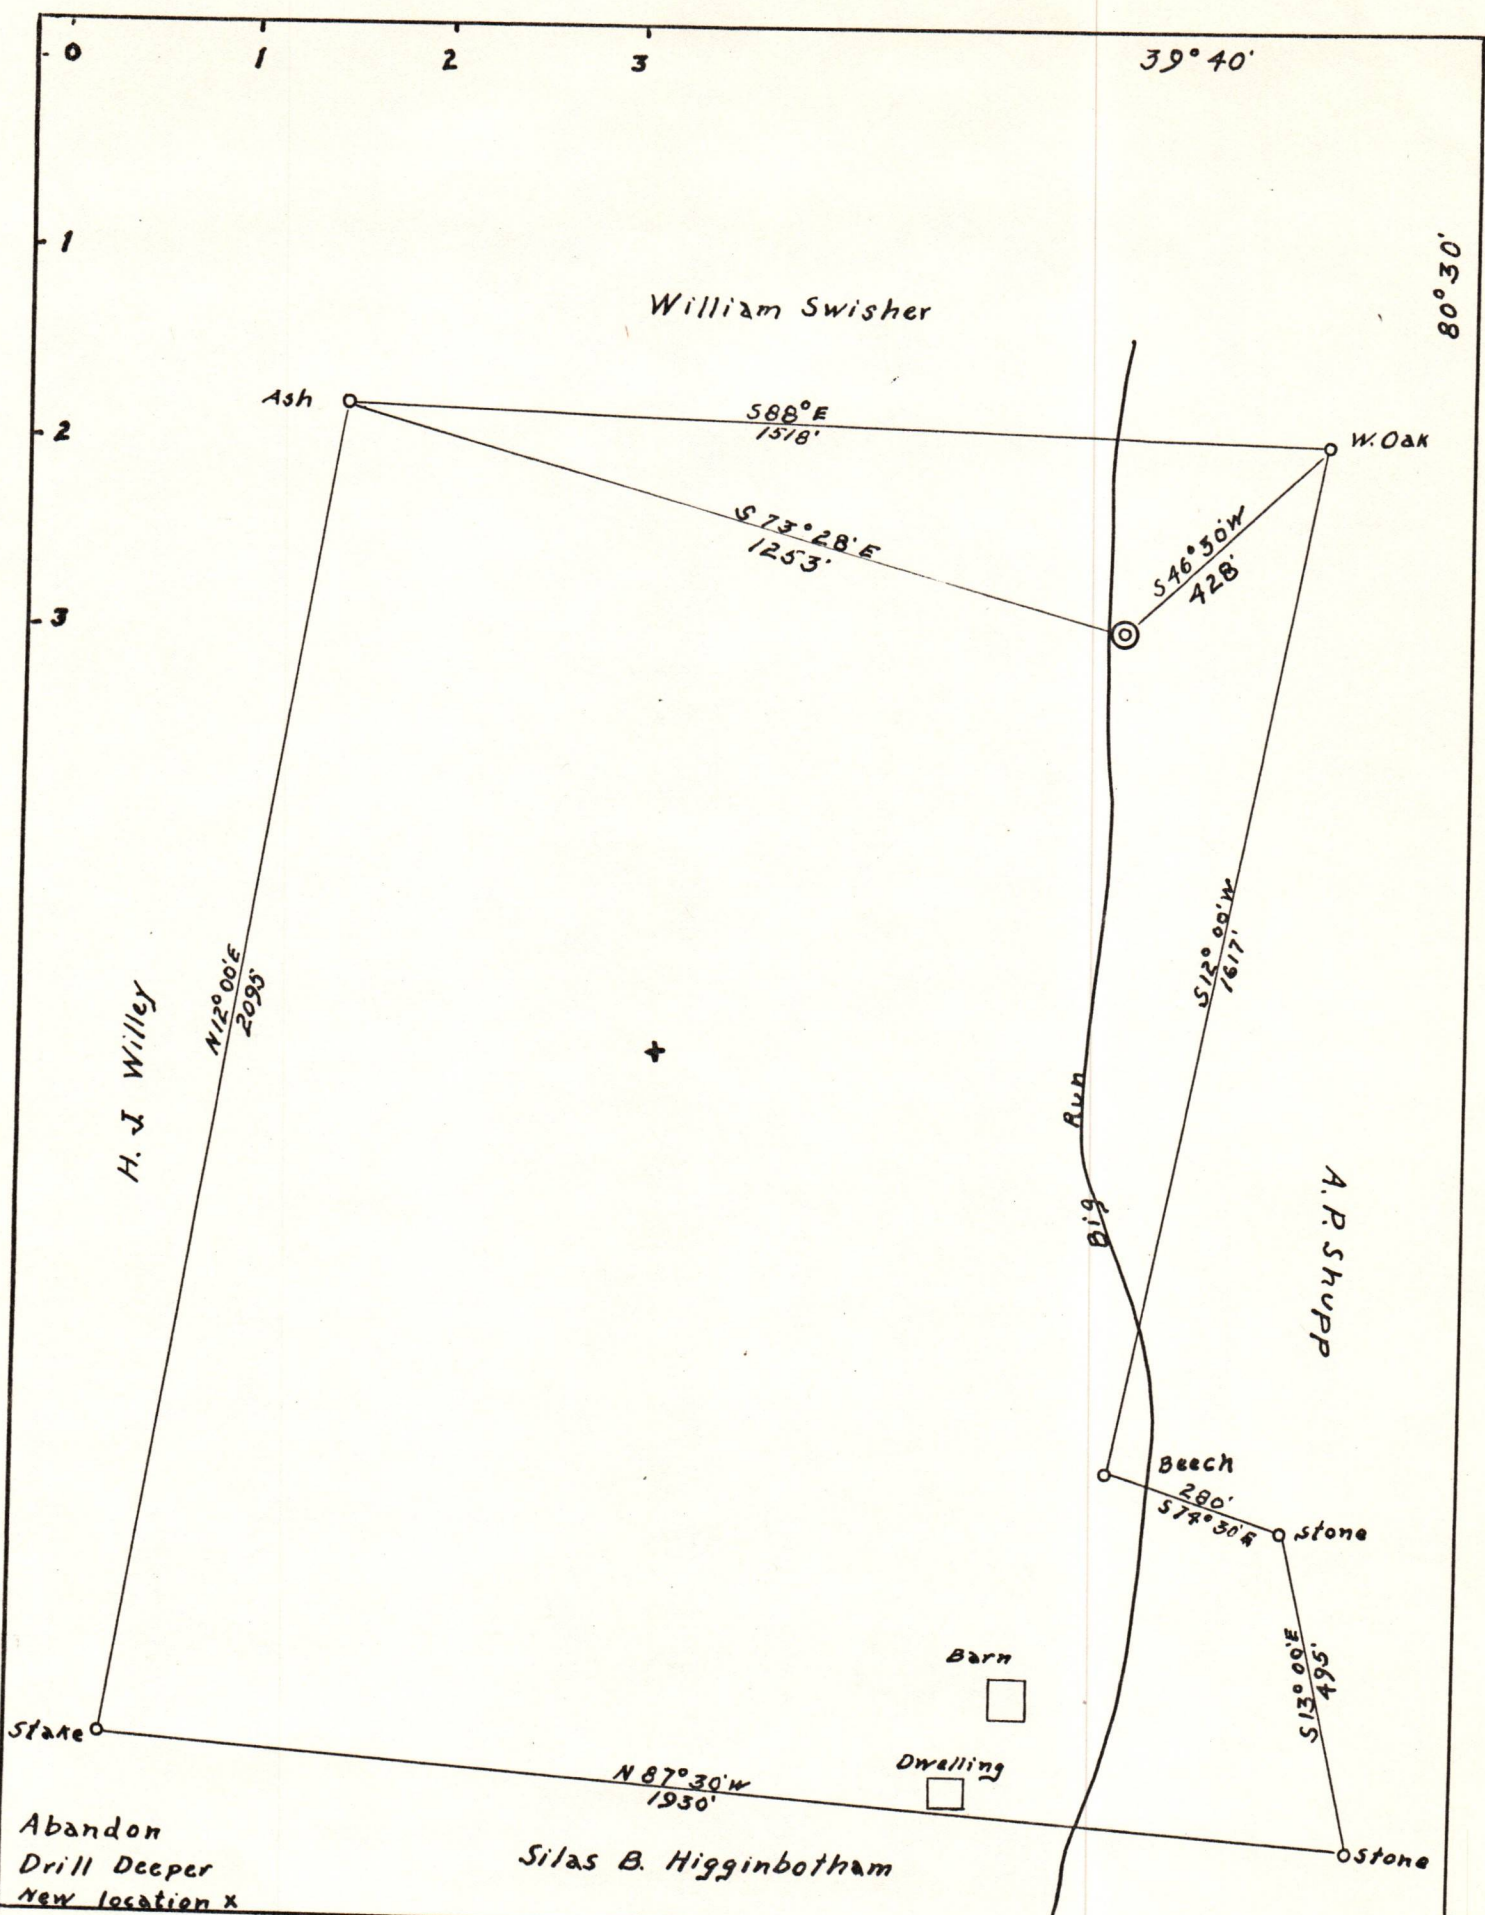 0 1 2 3 39° 40'
1
80° 30'
William Swisher
Ash
S88° E
1518'
2
W. Oak
S 73° 28' E
1253'
S46° 30' W
428'
3
S12° 00' W
1617'
N12° 00' E
2095
H. J. Willey
Run
Big
A. P. Shupp
Beech
280'
S74° 30' E
Stone
S13° 00' E
495'
Barn
Stake
Dwelling
N 87° 30' W
1930'
Abandon
Silas B. Higginbotham
Stone
Drill Deeper
New location x